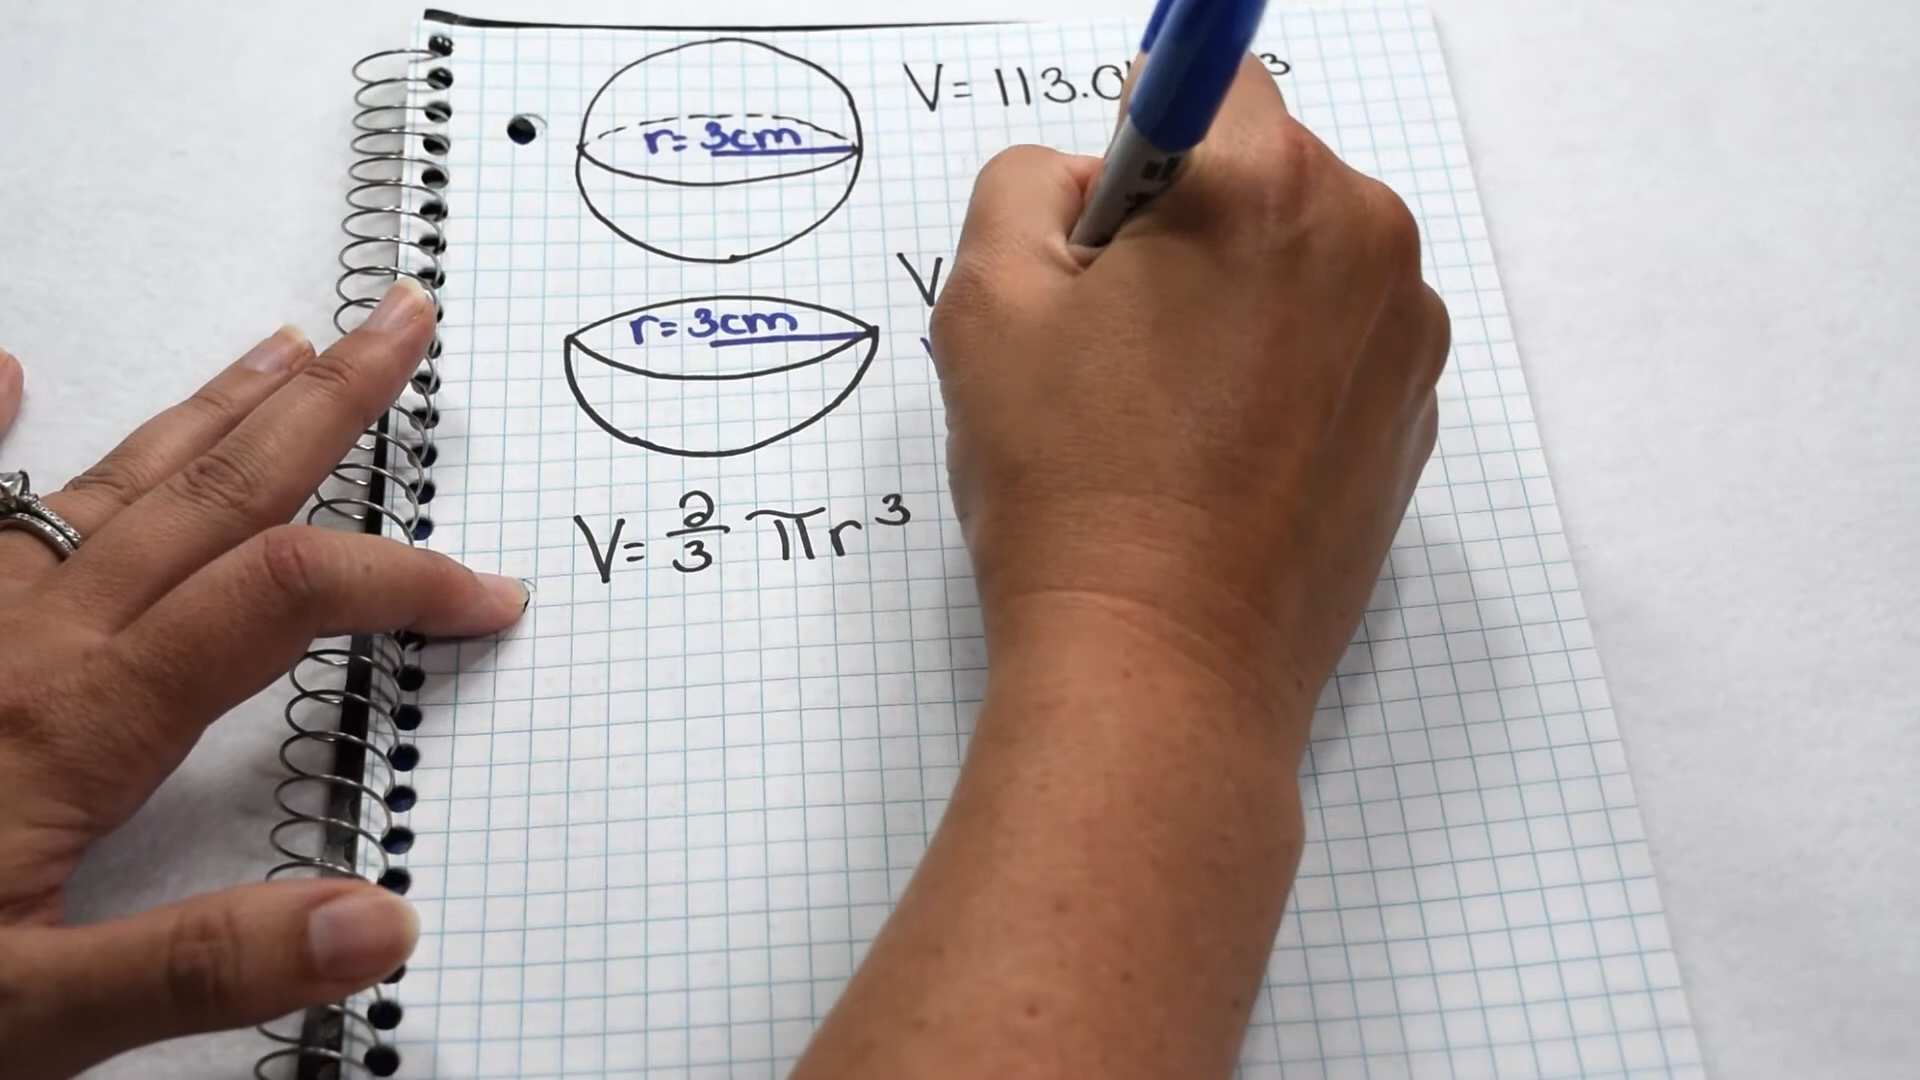 V= 113.0
r= 3cm
r= 3cm
V= 2/3 πr³